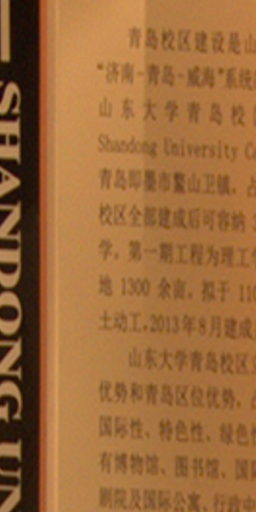 SHANDONG UN
青岛校区建设是山
“济南-青岛-威海”系统
山东大学青岛校
Shandong University Ca
青岛即墨市鳌山卫镇，占
校区全部建成后可容纳 3
学。第一期工程为理工
地 1300 余亩，拟于 110
土动工，2013年8月建成
山东大学青岛校区
优势和青岛区位优势，
国际性、特色性、绿色性
有博物馆、图书馆、国际
剧院及国际公寓、行政中